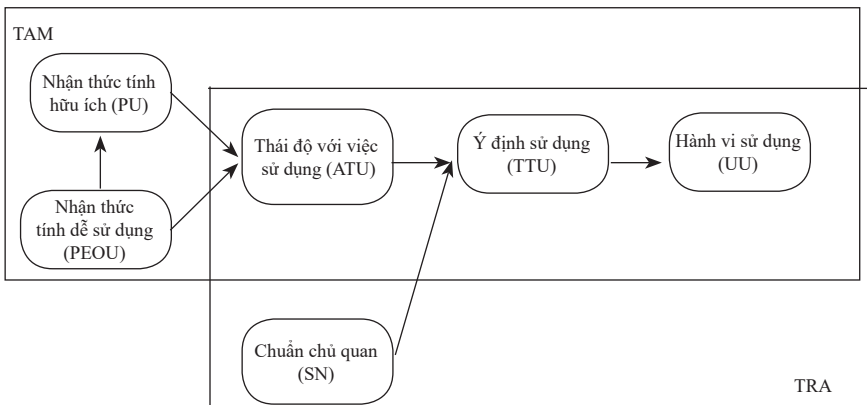 TAM
Nhận thức tính
hữu ích (PU)
Nhận thức
tính dễ sử dụng
(PEOU)
Thái độ với việc
sử dụng (ATU)
Ý định sử dụng
(TTU)
Hành vi sử dụng
(UU)
Chuẩn chủ quan
(SN)
TRA